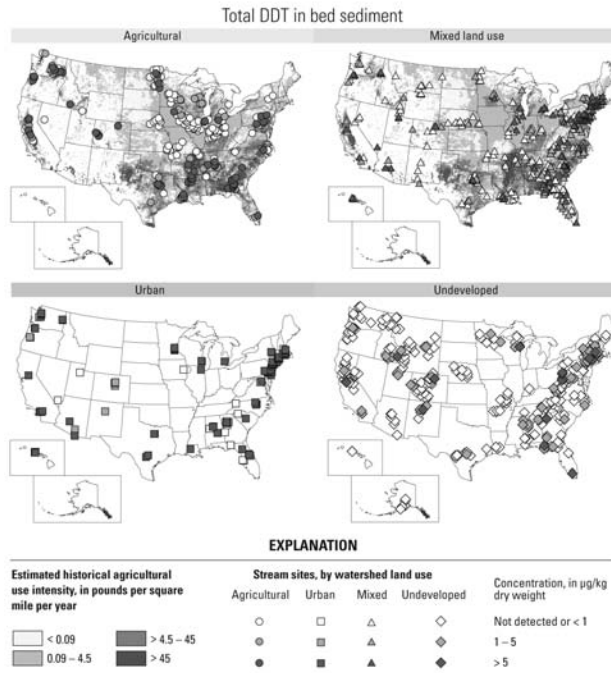 Total DDT in bed sediment
Agricultural
Mixed land use
Urban
Undeveloped
EXPLANATION
Estimated historical agricultural
use intensity, in pounds per square
mile per year
< 0.09
> 4.5 – 45
0.09 – 4.5
> 45
Stream sites, by watershed land use
Agricultural Urban Mixed Undeveloped
Concentration, in µg/kg
dry weight
Not detected or < 1
1 – 5
> 5